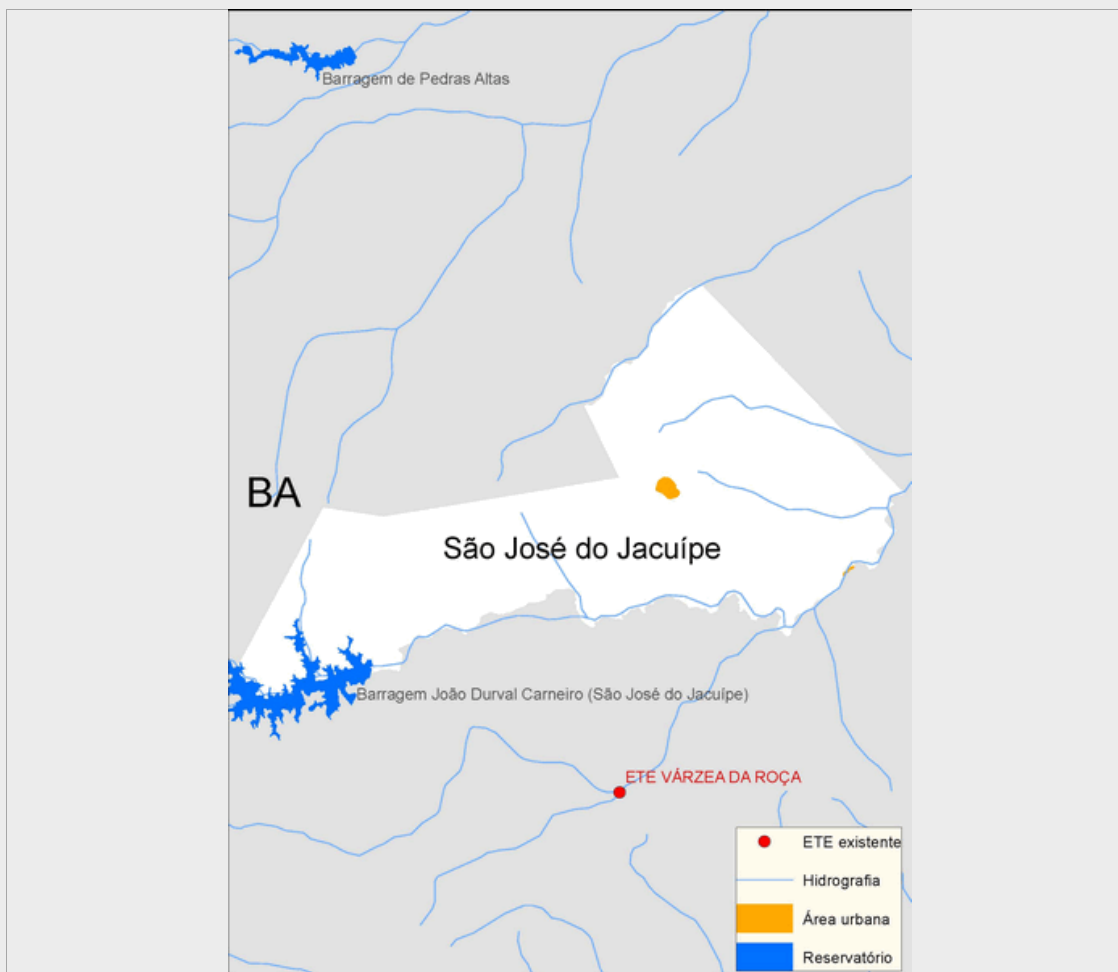 Barragem de Pedras Altas
BA
São José do Jacuípe
Barragem João Durval Carneiro (São José do Jacuípe)
ETE VÁRZEA DA ROÇA
ETE existente
Hidrografia
Área urbana
Reservatório